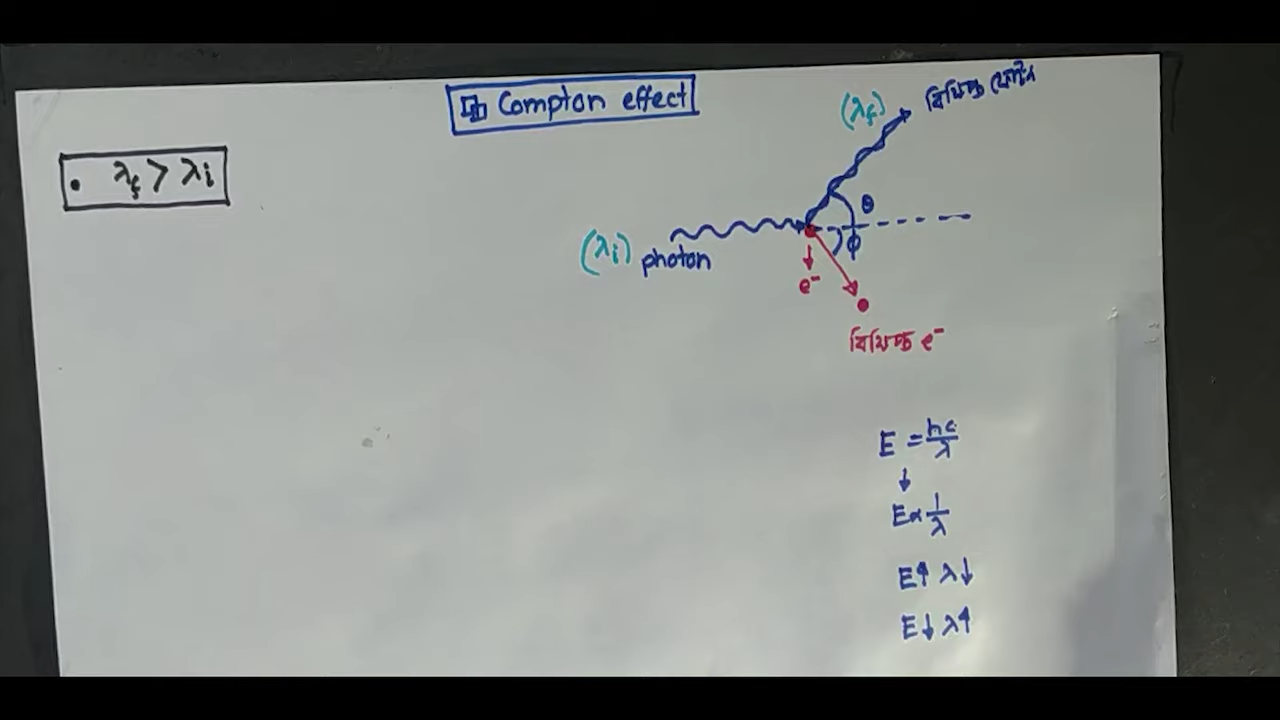 Compton effect
• λf > λi
(λf) বিক্ষিপ্ত ফোটন
θ
(λi) photon
ϕ
e⁻
বিক্ষিপ্ত e⁻
E = hc/λ
↓
E∝ 1/λ
E↑ λ↓
E↓ λ↑